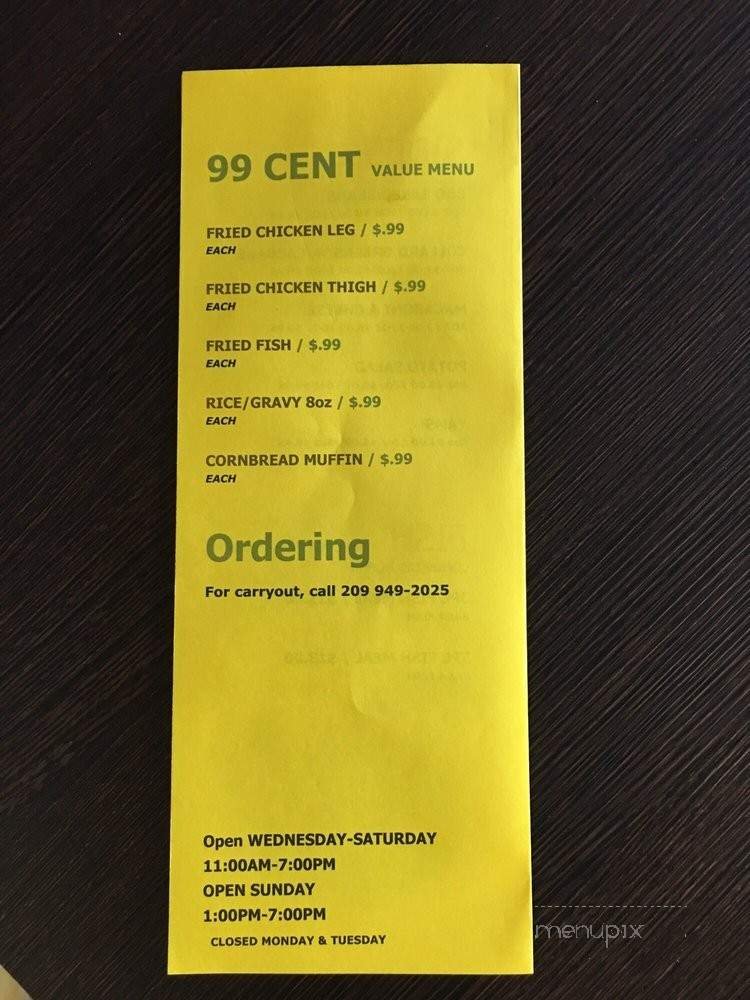 99 CENT VALUE MENU
FRIED CHICKEN LEG / $.99
EACH
FRIED CHICKEN THIGH / $.99
EACH
FRIED FISH / $.99
EACH
RICE/GRAVY 8oz / $.99
EACH
CORNBREAD MUFFIN / $.99
EACH
Ordering
For carryout, call 209 949-2025
Open WEDNESDAY-SATURDAY
11:00AM-7:00PM
OPEN SUNDAY
1:00PM-7:00PM
CLOSED MONDAY & TUESDAY
menupix